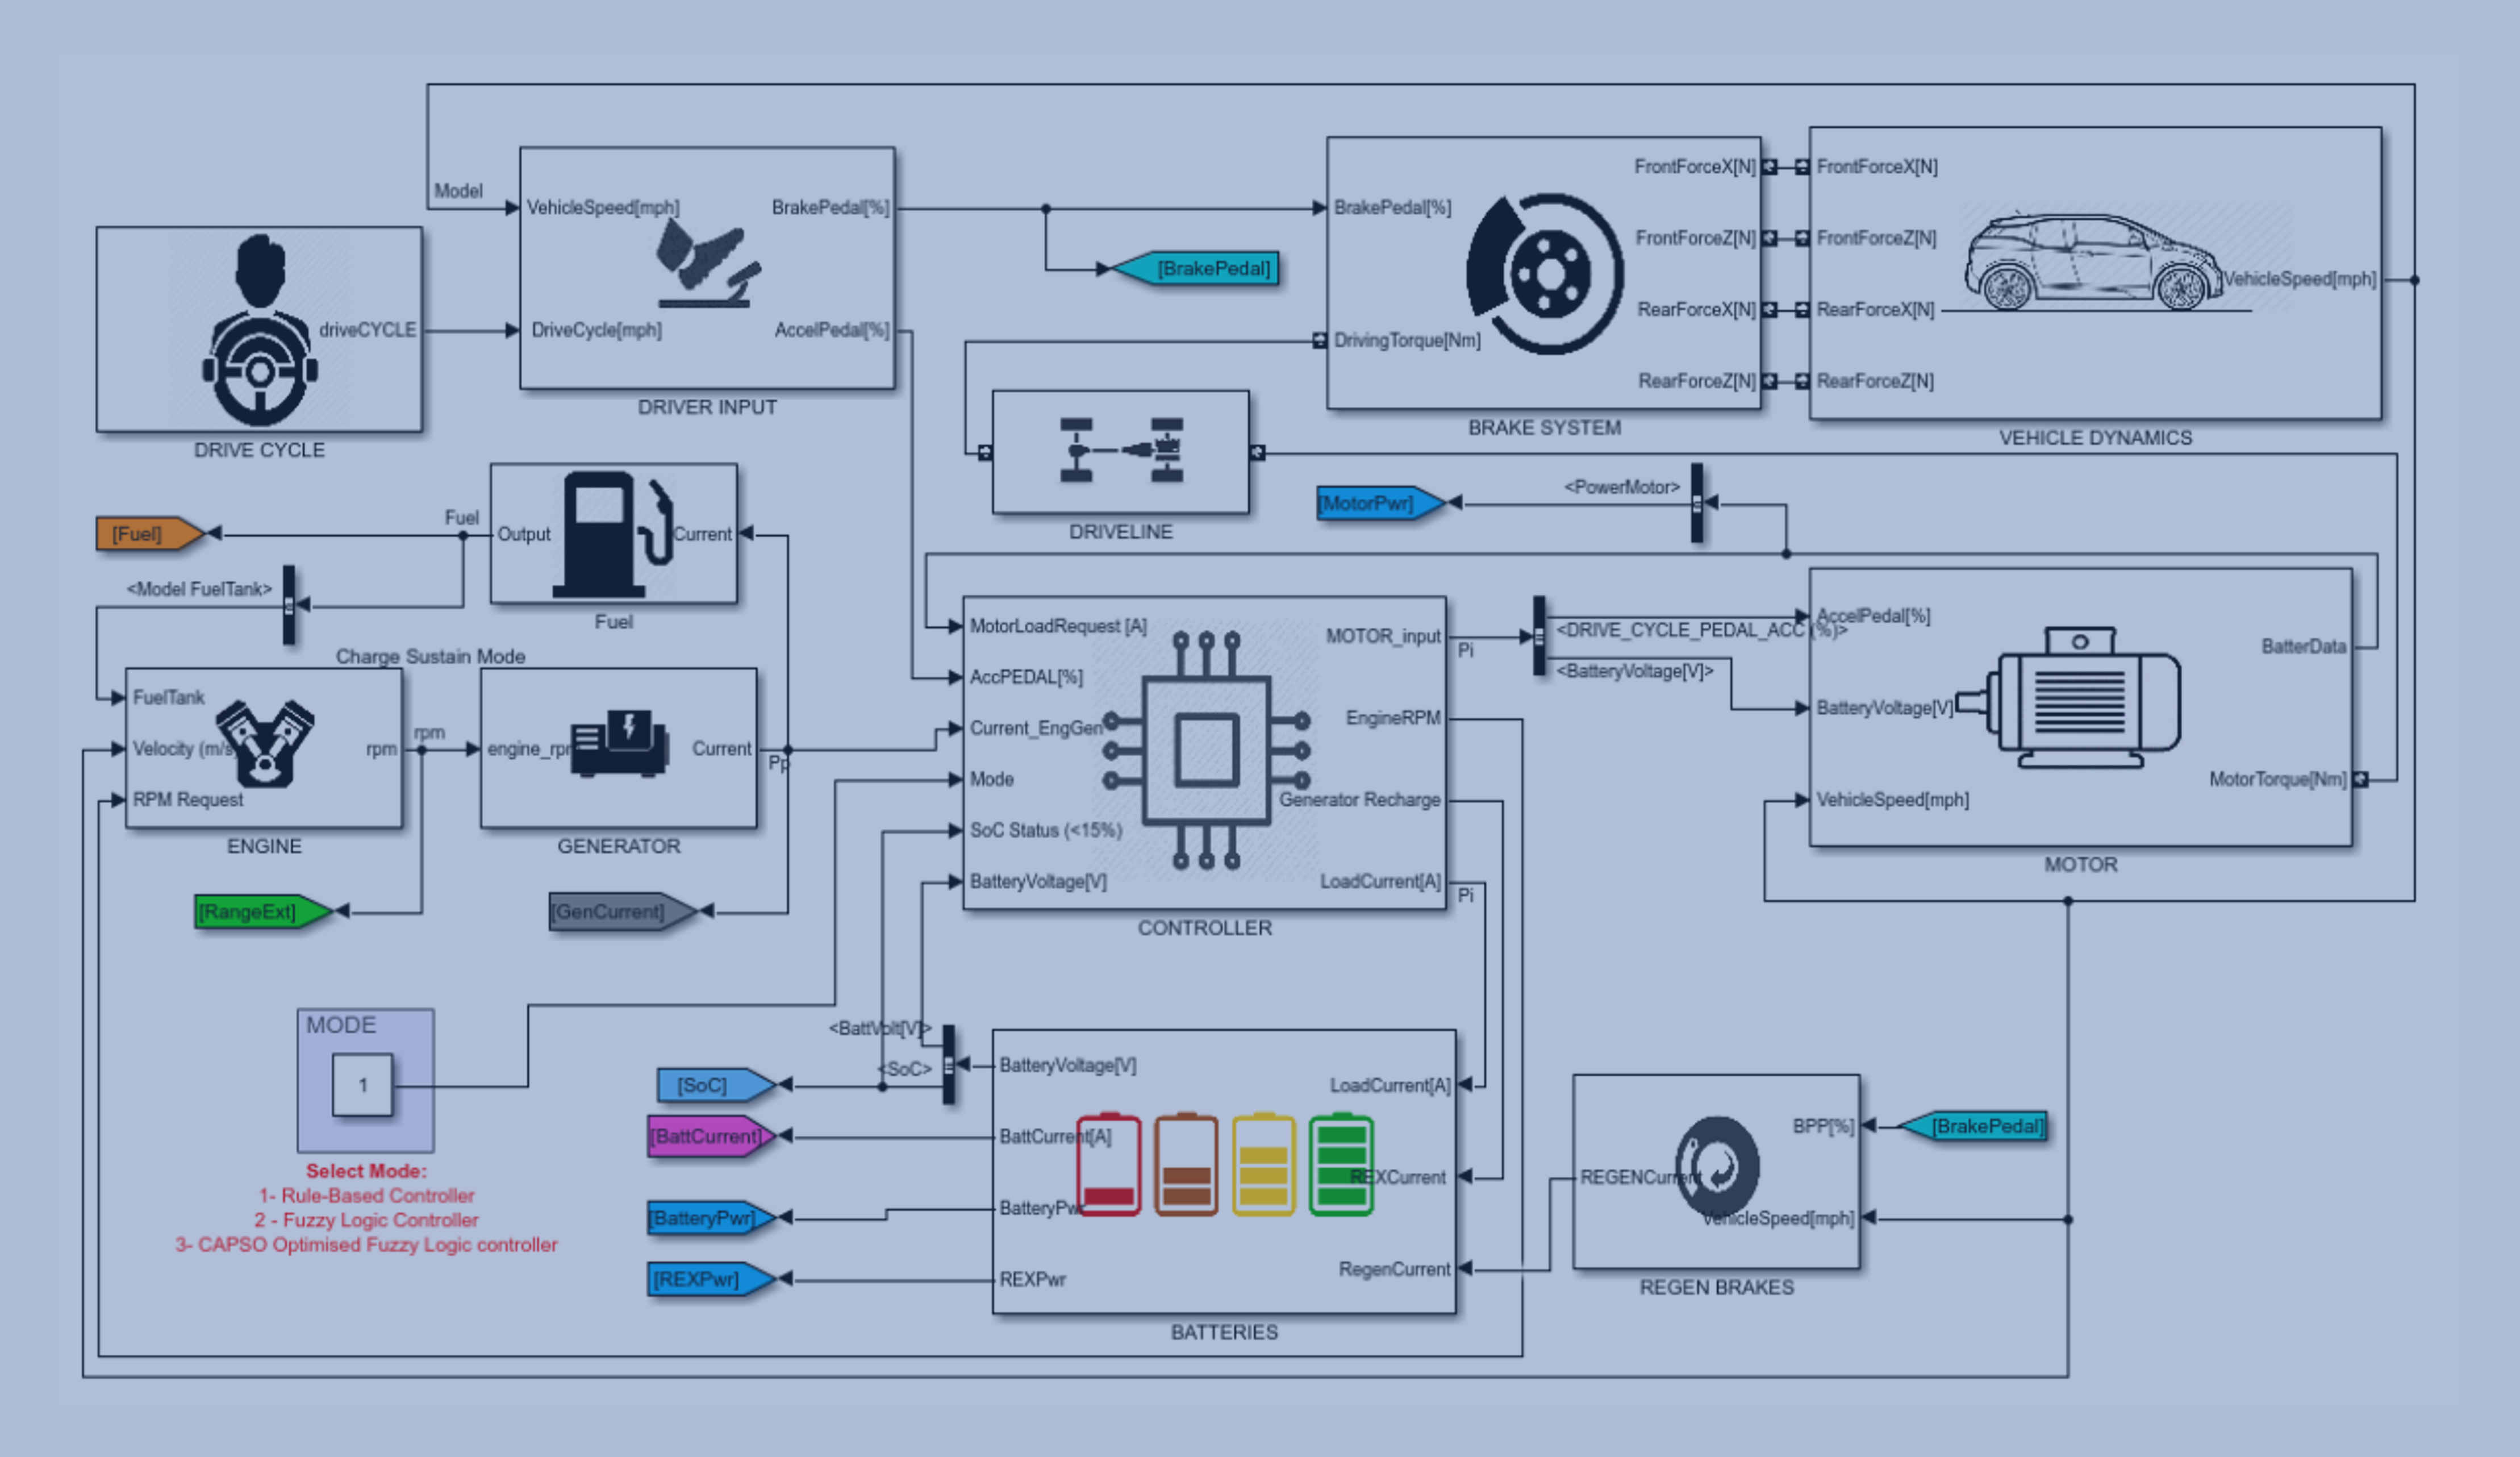 Model
VehicleSpeed[mph]
BrakePedal[%]
DriveCycle[mph]
AccelPedal[%]
DRIVER INPUT
driveCYCLE
DRIVE CYCLE
[BrakePedal]
BrakePedal[%]
DrivingTorque[Nm]
FrontForceX[N]
FrontForceZ[N]
RearForceX[N]
RearForceZ[N]
BRAKE SYSTEM
FrontForceX[N]
FrontForceZ[N]
RearForceX[N]
RearForceZ[N]
VehicleSpeed[mph]
VEHICLE DYNAMICS
DRIVELINE
[MotorPwr]
<PowerMotor>
[Fuel]
Fuel
Output
Current
Fuel
<Model FuelTank>
Charge Sustain Mode
FuelTank
Velocity (m/s
RPM Request
rpm
rpm
ENGINE
engine_rpm
Current
Pp
GENERATOR
[RangeExt]
[GenCurrent]
MotorLoadRequest [A]
AccPEDAL[%]
Current_EngGen
Mode
SoC Status (<15%)
BatteryVoltage[V]
MOTOR_input
EngineRPM
Generator Recharge
LoadCurrent[A]
Pi
Pi
CONTROLLER
<DRIVE_CYCLE_PEDAL_ACC (%)>
<BatteryVoltage[V]>
AccelPedal[%]
BatteryVoltage[V]
VehicleSpeed[mph]
BatterData
MotorTorque[Nm]
MOTOR
MODE
1
Select Mode:
1- Rule-Based Controller
2 - Fuzzy Logic Controller
3- CAPSO Optimised Fuzzy Logic controller
<BattVolt[V]>
<SoC>
[SoC]
[BattCurrent]
[BatteryPwr]
[REXPwr]
BatteryVoltage[V]
BattCurrent[A]
BatteryPwr
REXPwr
LoadCurrent[A]
REXCurrent
RegenCurrent
BATTERIES
BPP[%]
REGENCurrent
VehicleSpeed[mph]
REGEN BRAKES
[BrakePedal]